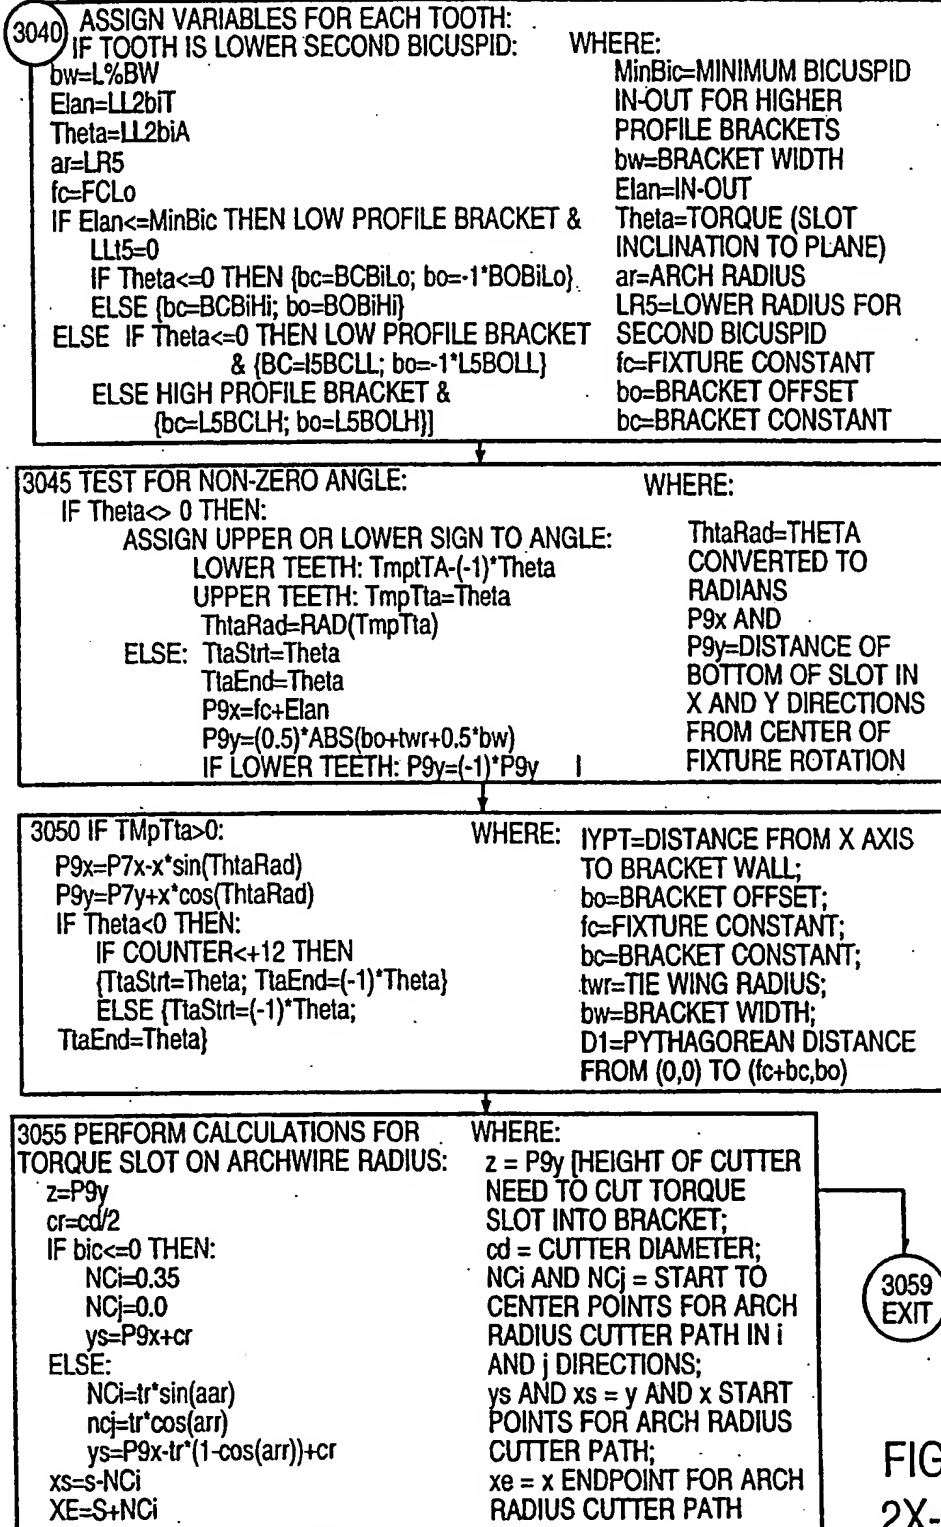 3040 ASSIGN VARIABLES FOR EACH TOOTH:
IF TOOTH IS LOWER SECOND BICUSPID:
bw=L%BW
Elan=LL2biT
Theta=LL2biA
ar=LR5
fc=FCLo
IF Elan<=MinBic THEN LOW PROFILE BRACKET &
LLt5=0
IF Theta<=0 THEN {bc=BCBiLo; bo=-1*BOBiLo}
ELSE {bc=BCBiHi; bo=BOBiHi}
ELSE IF Theta<=0 THEN LOW PROFILE BRACKET
& {BC=l5BCLL; bo=-1*L5BOLL}
ELSE HIGH PROFILE BRACKET &
{bc=L5BCLH; bo=L5BOLH}]
WHERE:
MinBic=MINIMUM BICUSPID
IN-OUT FOR HIGHER
PROFILE BRACKETS
bw=BRACKET WIDTH
Elan=IN-OUT
Theta=TORQUE (SLOT
INCLINATION TO PLANE)
ar=ARCH RADIUS
LR5=LOWER RADIUS FOR
SECOND BICUSPID
fc=FIXTURE CONSTANT
bo=BRACKET OFFSET
bc=BRACKET CONSTANT
3045 TEST FOR NON-ZERO ANGLE:
IF Theta<> 0 THEN:
ASSIGN UPPER OR LOWER SIGN TO ANGLE:
LOWER TEETH: TmptTA-(-1)*Theta
UPPER TEETH: TmpTta=Theta
ThtaRad=RAD(TmpTta)
ELSE: TtaStrt=Theta
TtaEnd=Theta
P9x=fc+Elan
P9y=(0.5)*ABS(bo+twr+0.5*bw)
IF LOWER TEETH: P9y=(-1)*P9y I
WHERE:
ThtaRad=THETA
CONVERTED TO
RADIANS
P9x AND
P9y=DISTANCE OF
BOTTOM OF SLOT IN
X AND Y DIRECTIONS
FROM CENTER OF
FIXTURE ROTATION
3050 IF TMpTta>0:
P9x=P7x-x*sin(ThtaRad)
P9y=P7y+x*cos(ThtaRad)
IF Theta<0 THEN:
IF COUNTER<+12 THEN
{TtaStrt=Theta; TtaEnd=(-1)*Theta}
ELSE {TtaStrt=(-1)*Theta;
TtaEnd=Theta}
WHERE:
IYPT=DISTANCE FROM X AXIS
TO BRACKET WALL;
bo=BRACKET OFFSET;
fc=FIXTURE CONSTANT;
bc=BRACKET CONSTANT;
twr=TIE WING RADIUS;
bw=BRACKET WIDTH;
D1=PYTHAGOREAN DISTANCE
FROM (0,0) TO (fc+bc,bo)
3055 PERFORM CALCULATIONS FOR
TORQUE SLOT ON ARCHWIRE RADIUS:
z=P9y
cr=cd/2
IF bic<=0 THEN:
NCi=0.35
NCj=0.0
ys=P9x+cr
ELSE:
NCi=tr*sin(aar)
ncj=tr*cos(arr)
ys=P9x-tr*(1-cos(arr))+cr
xs=s-NCi
XE=S+NCi
WHERE:
z = P9y [HEIGHT OF CUTTER
NEED TO CUT TORQUE
SLOT INTO BRACKET;
cd = CUTTER DIAMETER;
NCi AND NCj = START TO
CENTER POINTS FOR ARCH
RADIUS CUTTER PATH IN i
AND j DIRECTIONS;
ys AND xs = y AND x START
POINTS FOR ARCH RADIUS
CUTTER PATH;
xe = x ENDPOINT FOR ARCH
RADIUS CUTTER PATH
3059
EXIT
FIG
2X-